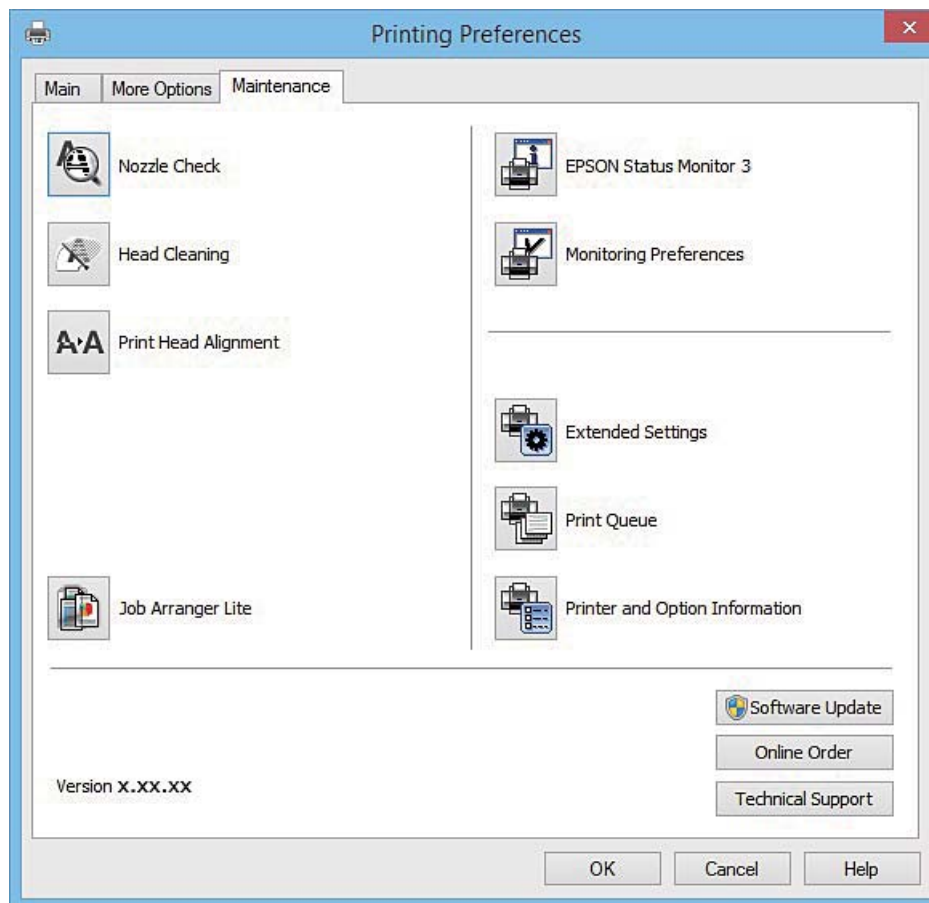 Printing Preferences
Main
More Options
Maintenance
Nozzle Check
Head Cleaning
A›A Print Head Alignment
Job Arranger Lite
EPSON Status Monitor 3
Monitoring Preferences
Extended Settings
Print Queue
Printer and Option Information
Software Update
Online Order
Technical Support
Version x.xx.xx
OK
Cancel
Help